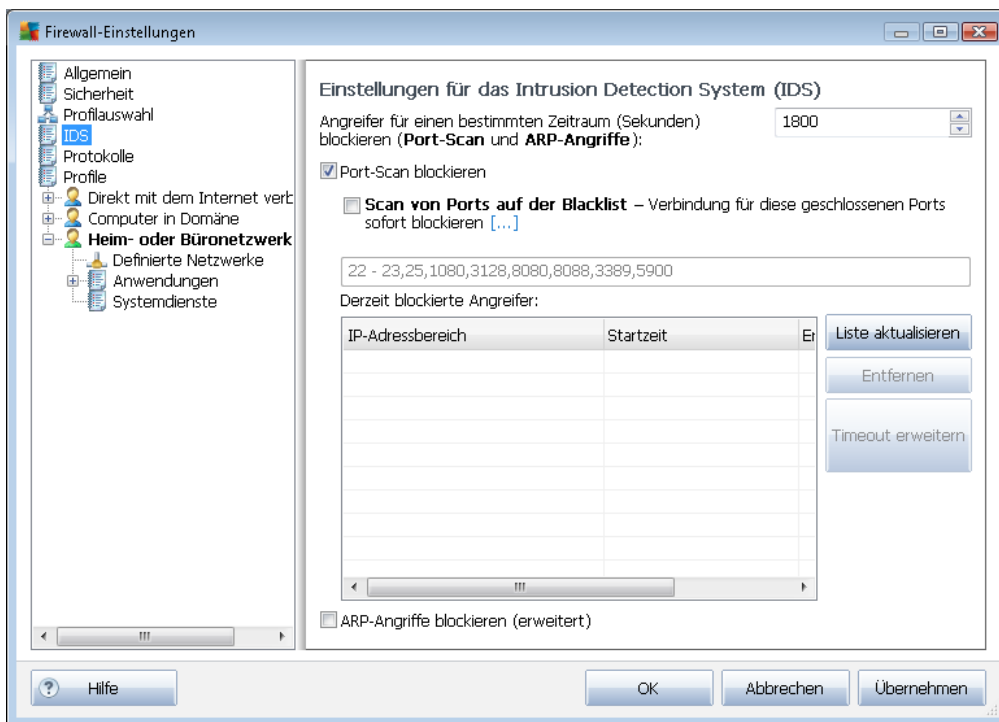 Firewall-Einstellungen
Allgemein
Sicherheit
Profilauswahl
IDS
Protokolle
Profile
Direkt mit dem Internet verb
Computer in Domäne
Heim- oder Büronetzwerk
Definierte Netzwerke
Anwendungen
Systemdienste
Einstellungen für das Intrusion Detection System (IDS)
Angreifer für einen bestimmten Zeitraum (Sekunden)
blockieren (Port-Scan und ARP-Angriffe):
1800
Port-Scan blockieren
Scan von Ports auf der Blacklist – Verbindung für diese geschlossenen Ports
sofort blockieren [...]
22 - 23,25,1080,3128,8080,8088,3389,5900
Derzeit blockierte Angreifer:
IP-Adressbereich Startzeit Er
Liste aktualisieren
Entfernen
Timeout erweitern
ARP-Angriffe blockieren (erweitert)
? Hilfe
OK
Abbrechen
Übernehmen